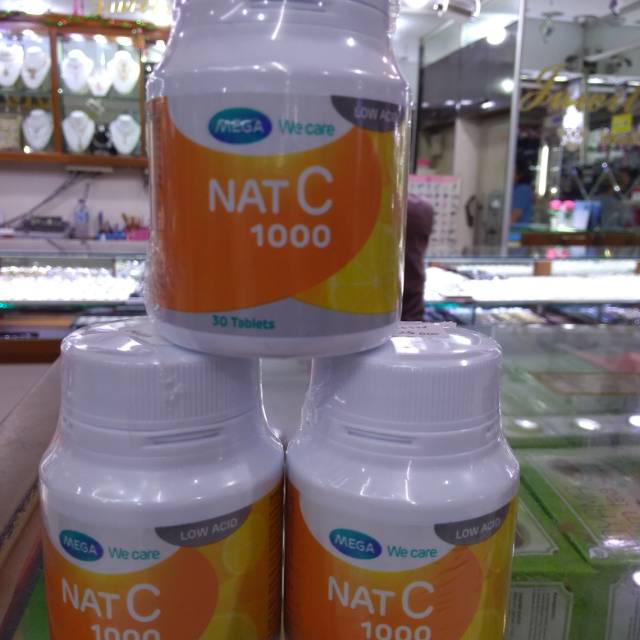 MEGA We care
LOW ACID
NAT C
1000
30 Tablets
MEGA We care
LOW ACID
NAT C
1000
MEGA We care
LOW ACID
NAT C
1000